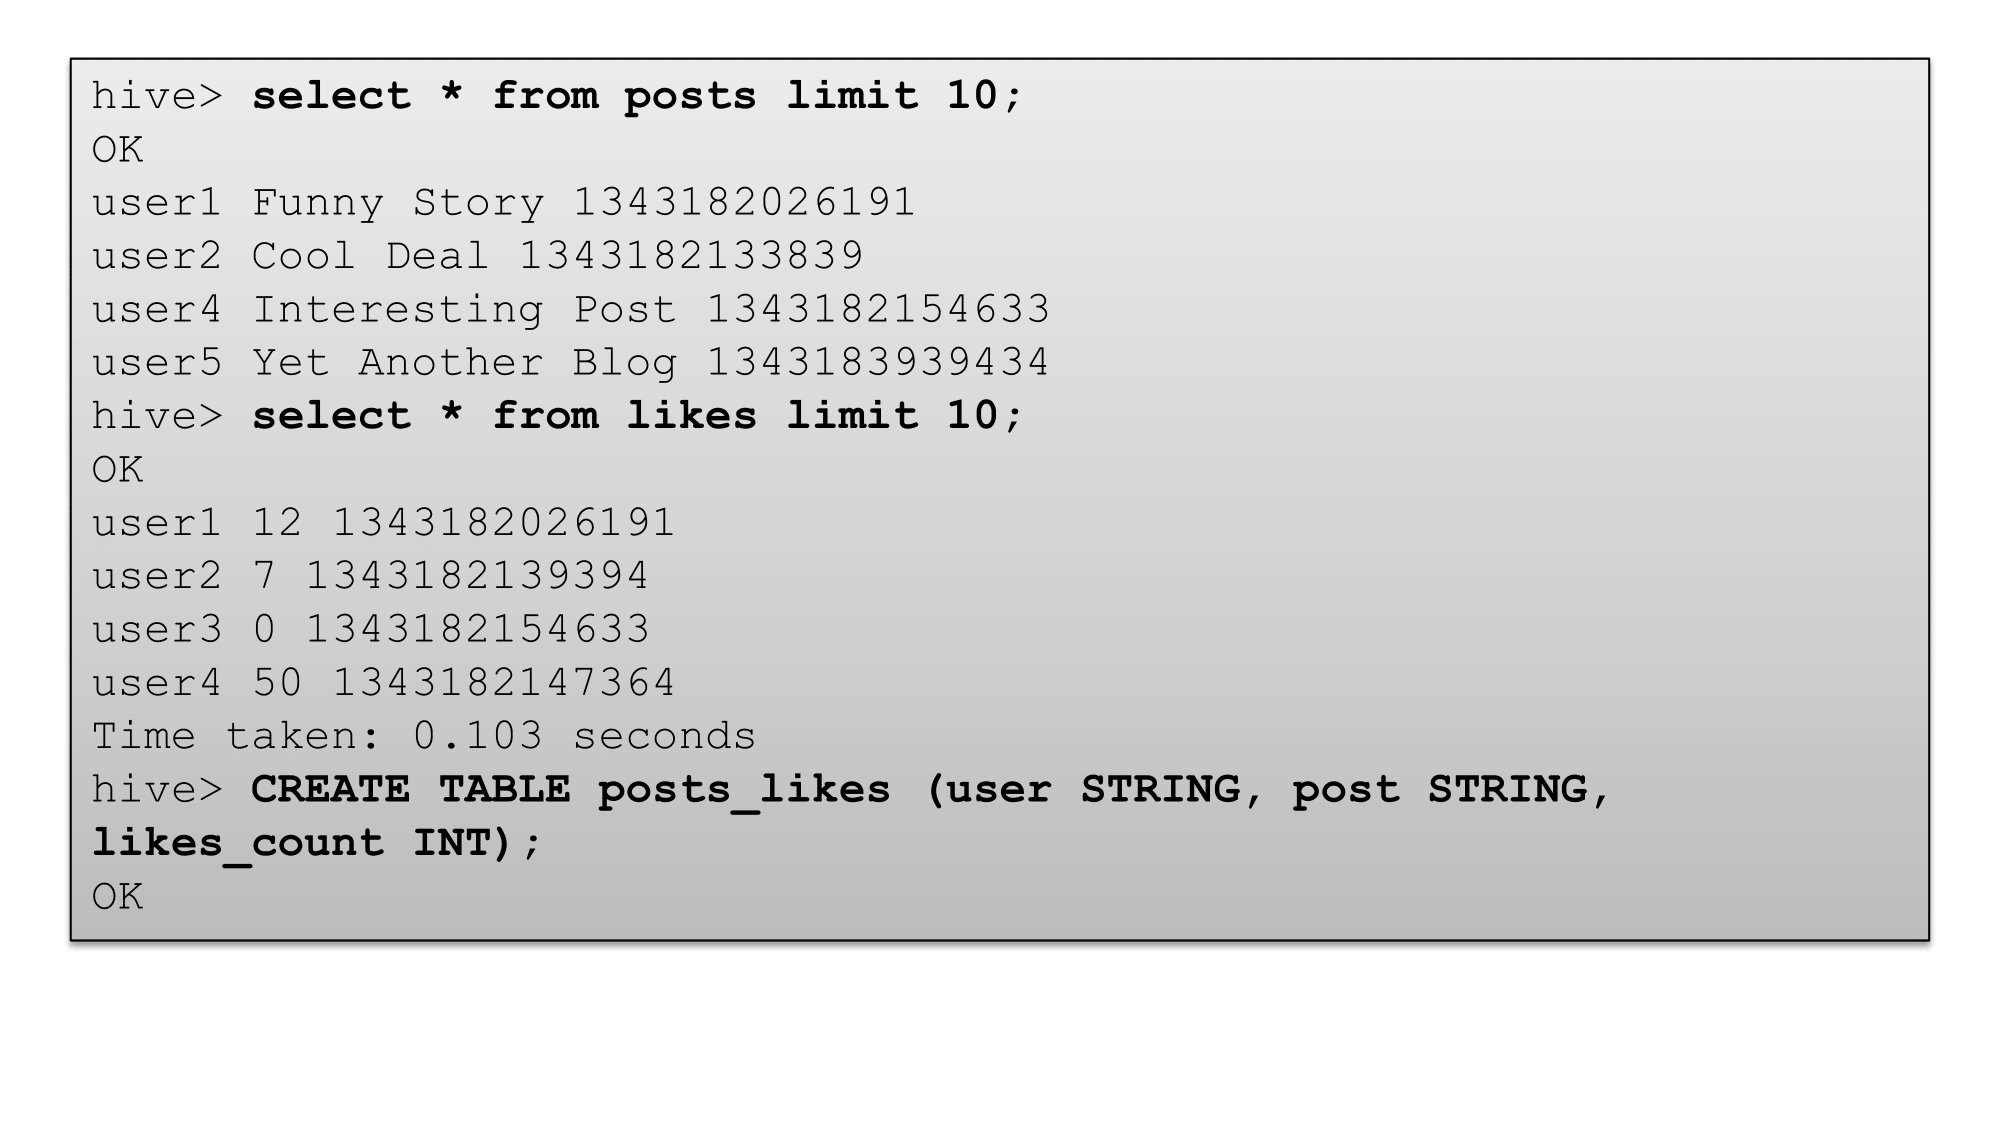 hive> select * from posts limit 10;
OK
user1 Funny Story 1343182026191
user2 Cool Deal 1343182133839
user4 Interesting Post 1343182154633
user5 Yet Another Blog 1343183939434
hive> select * from likes limit 10;
OK
user1 12 1343182026191
user2 7 1343182139394
user3 0 1343182154633
user4 50 1343182147364
Time taken: 0.103 seconds
hive> CREATE TABLE posts_likes (user STRING, post STRING,
likes_count INT);
OK